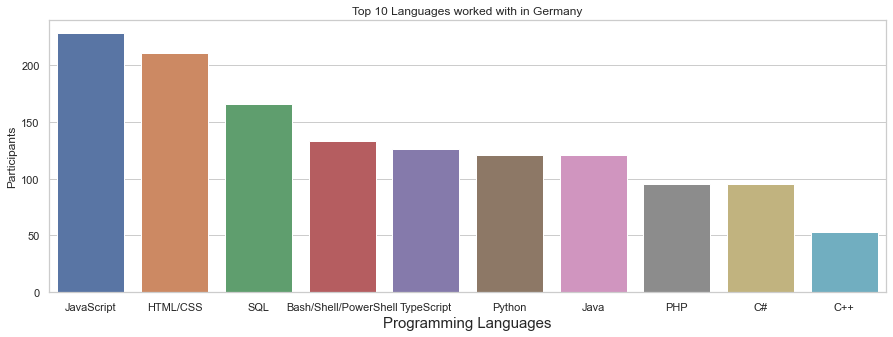 Top 10 Languages worked with in Germany
Participants
200
150
100
50
0
JavaScript HTML/CSS SQL Bash/Shell/PowerShell TypeScript Python Java PHP C# C++
Programming Languages